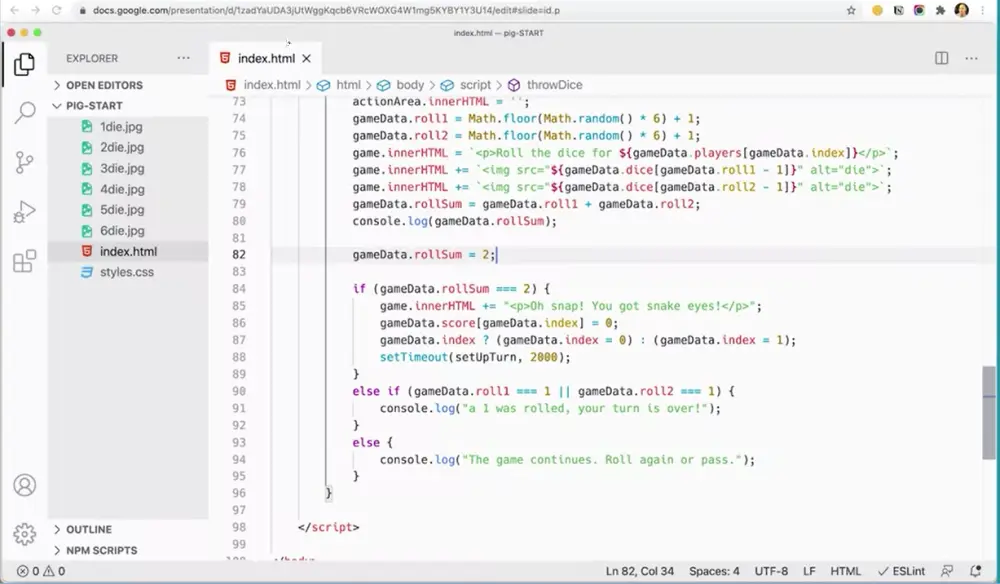 docs.google.com/presentation/d/1zadYaUDA3jUtWggKqcb6VRcWOXG4W1mg5KYBY1Y3U14/edit#slide=id.p
index.html — pig-START
EXPLORER
OPEN EDITORS
PIG-START
1die.jpg
2die.jpg
3die.jpg
4die.jpg
5die.jpg
6die.jpg
index.html
styles.css
OUTLINE
NPM SCRIPTS
index.html
index.html > html > body > script > throwDice
73 actionArea.innerHTML = '';
74 gameData.roll1 = Math.floor(Math.random() * 6) + 1;
75 gameData.roll2 = Math.floor(Math.random() * 6) + 1;
76 game.innerHTML = `<p>Roll the dice for ${gameData.players[gameData.index]}</p>`;
77 game.innerHTML += `<img src="${gameData.dice[gameData.roll1 - 1]}" alt="die">`;
78 game.innerHTML += `<img src="${gameData.dice[gameData.roll2 - 1]}" alt="die">`;
79 gameData.rollSum = gameData.roll1 + gameData.roll2;
80 console.log(gameData.rollSum);
81
82 gameData.rollSum = 2;
83
84 if (gameData.rollSum === 2) {
85 game.innerHTML += "<p>Oh snap! You got snake eyes!</p>";
86 gameData.score[gameData.index] = 0;
87 gameData.index ? (gameData.index = 0) : (gameData.index = 1);
88 setTimeout(setUpTurn, 2000);
89 }
90 else if (gameData.roll1 === 1 || gameData.roll2 === 1) {
91 console.log("a 1 was rolled, your turn is over!");
92 }
93 else {
94 console.log("The game continues. Roll again or pass.");
95 }
96 }
97
98 </script>
99
0 0
Ln 82, Col 34 Spaces: 4 UTF-8 LF HTML ESLint